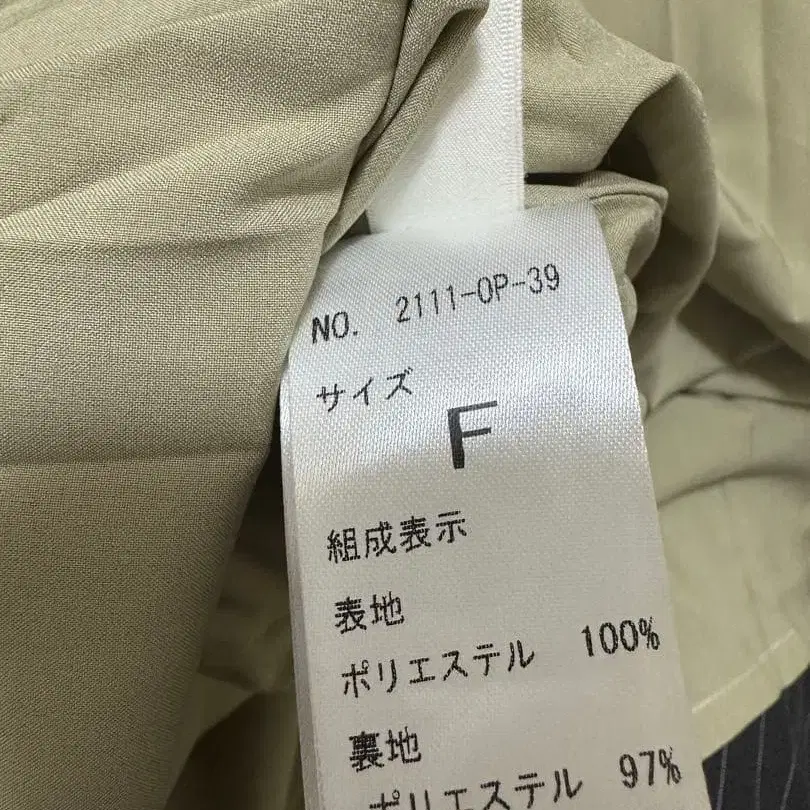 NO. 2111-OP-39
サイズ
F
組成表示
表地
ポリエステル 100%
裏地
ポリエステル 97%